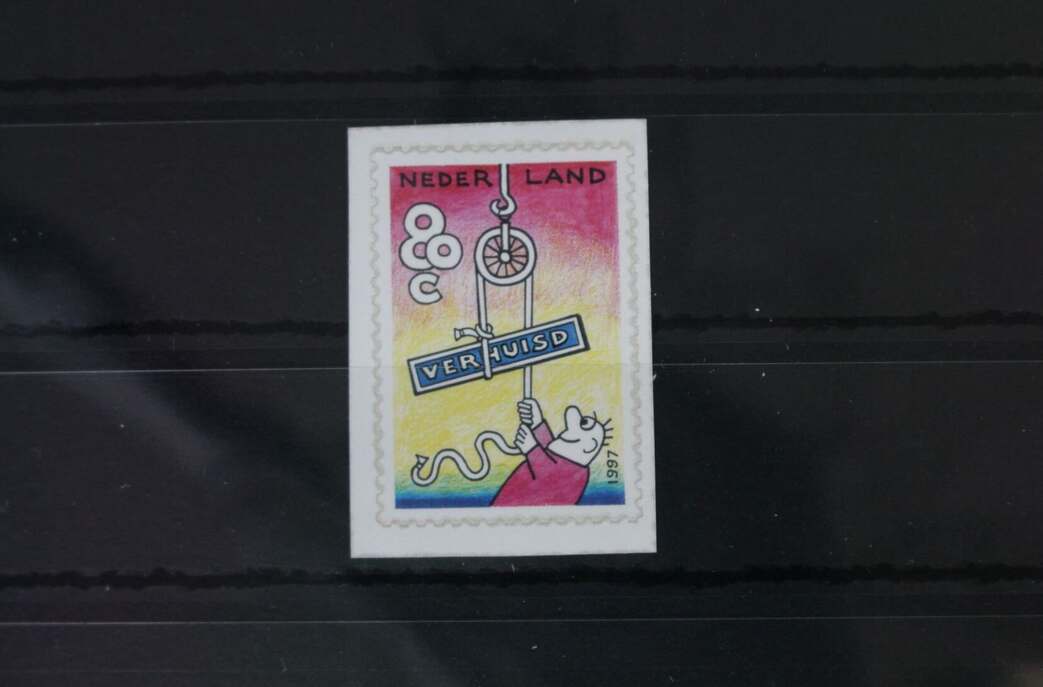 NEDERLAND
80
c
VERHUISD
1997